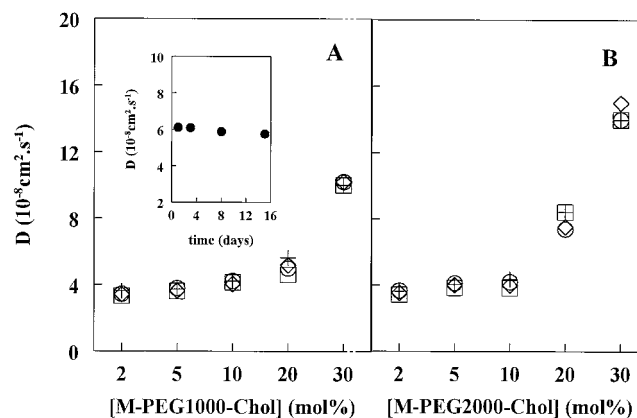 20
16
12
8
4
0
D (10⁻⁸cm².s⁻¹)
A
10
8
6
4
2
D (10⁻⁸cm².s⁻¹)
0 4 8 12 16
time (days)
2 5 10 20 30
[M-PEG1000-Chol] (mol%)
B
2 5 10 20 30
[M-PEG2000-Chol] (mol%)